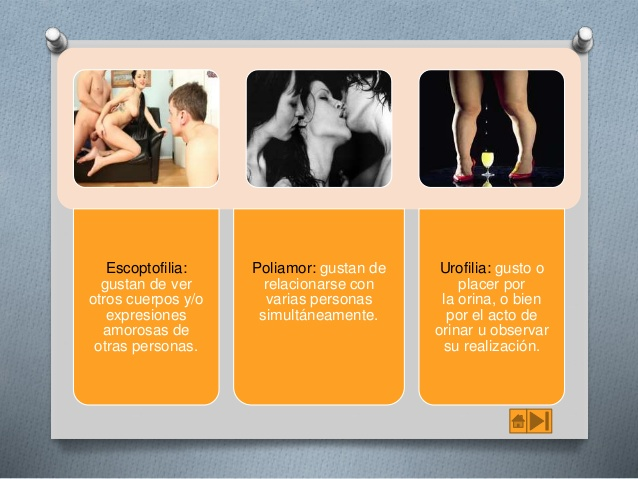 Escoptofilia:
gustan de ver
otros cuerpos y/o
expresiones
amorosas de
otras personas.
Poliamor: gustan de
relacionarse con
varias personas
simultáneamente.
Urofilia: gusto o
placer por
la orina, o bien
por el acto de
orinar u observar
su realización.